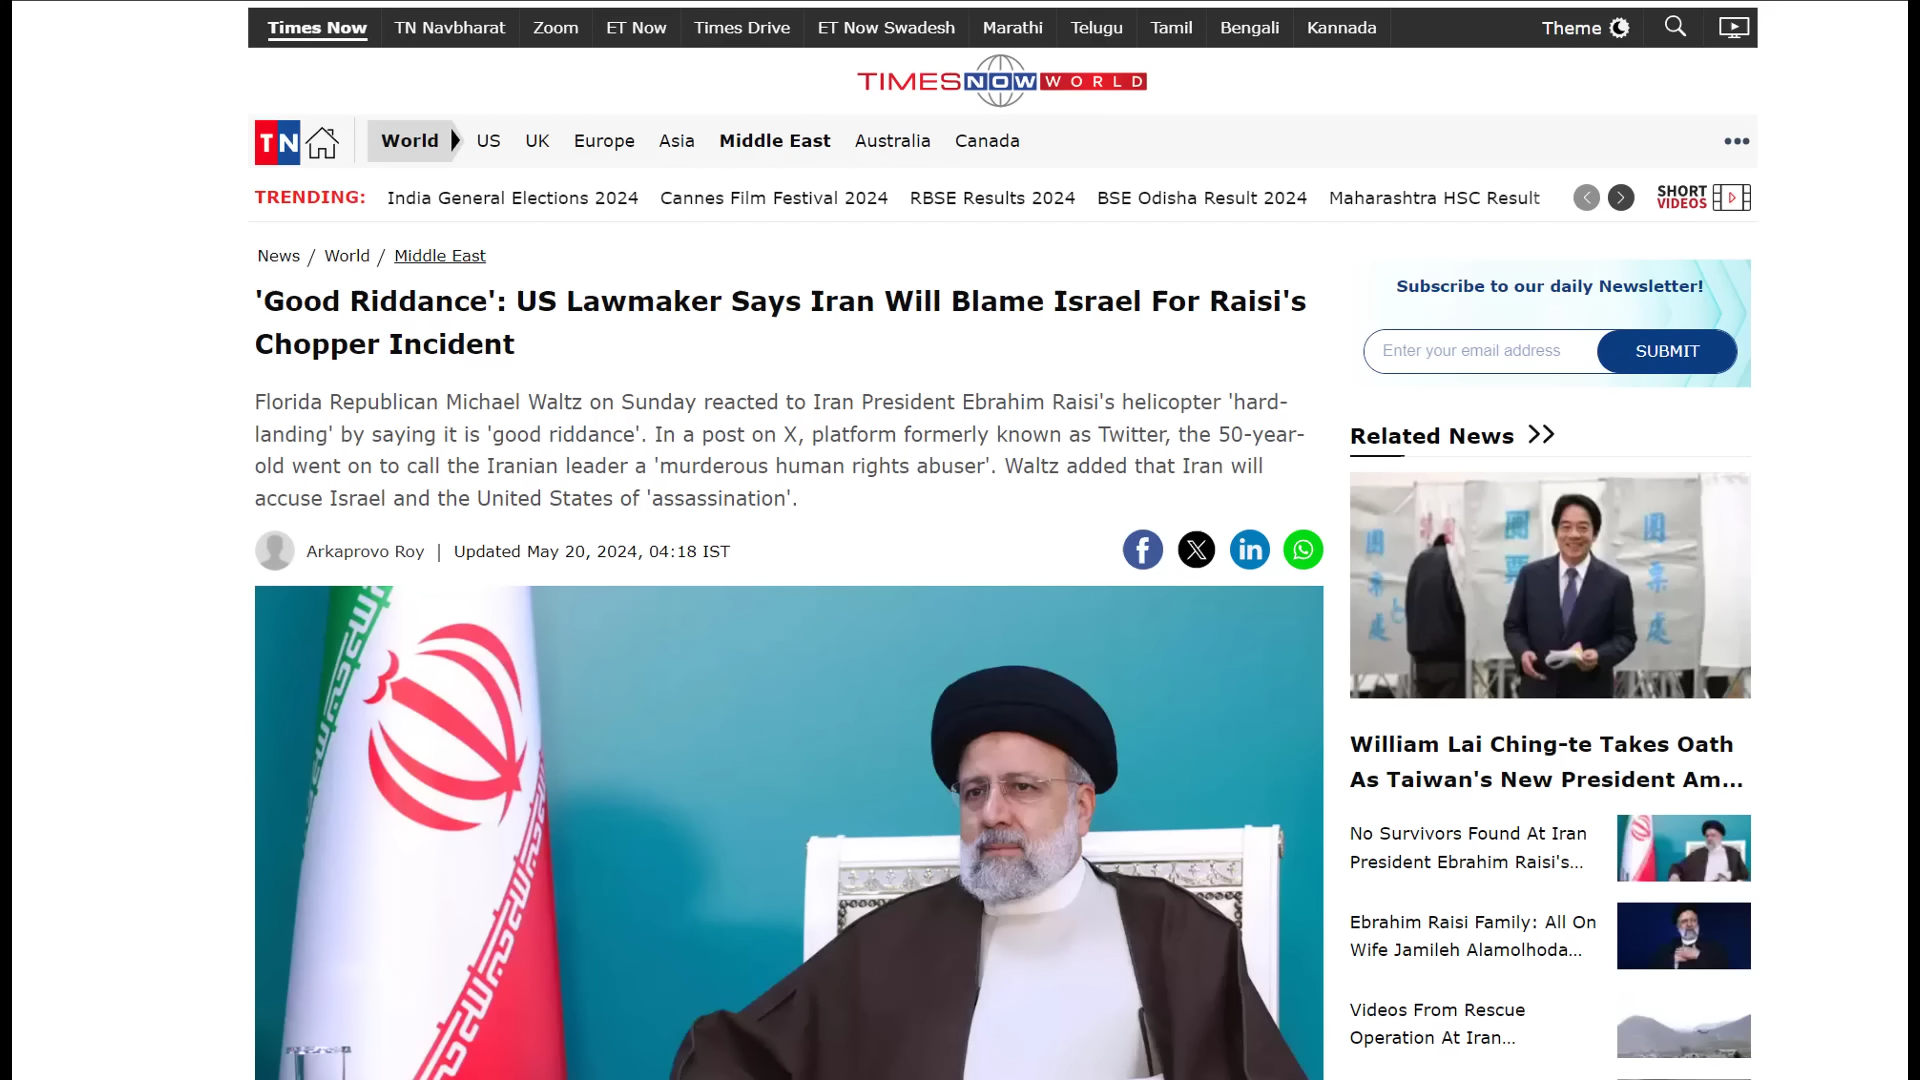 Times Now TN Navbharat Zoom ET Now Times Drive ET Now Swadesh Marathi Telugu Tamil Bengali Kannada Theme
TIMES NOW WORLD
TN World US UK Europe Asia Middle East Australia Canada
TRENDING: India General Elections 2024 Cannes Film Festival 2024 RBSE Results 2024 BSE Odisha Result 2024 Maharashtra HSC Result
SHORT
VIDEOS
News / World / Middle East
'Good Riddance': US Lawmaker Says Iran Will Blame Israel For Raisi's
Chopper Incident
Florida Republican Michael Waltz on Sunday reacted to Iran President Ebrahim Raisi's helicopter 'hard-
landing' by saying it is 'good riddance'. In a post on X, platform formerly known as Twitter, the 50-year-
old went on to call the Iranian leader a 'murderous human rights abuser'. Waltz added that Iran will
accuse Israel and the United States of 'assassination'.
Arkaprovo Roy | Updated May 20, 2024, 04:18 IST
Subscribe to our daily Newsletter!
Enter your email address SUBMIT
Related News
圈票處
William Lai Ching-te Takes Oath
As Taiwan's New President Am...
No Survivors Found At Iran
President Ebrahim Raisi's...
Ebrahim Raisi Family: All On
Wife Jamileh Alamolhoda...
Videos From Rescue
Operation At Iran...